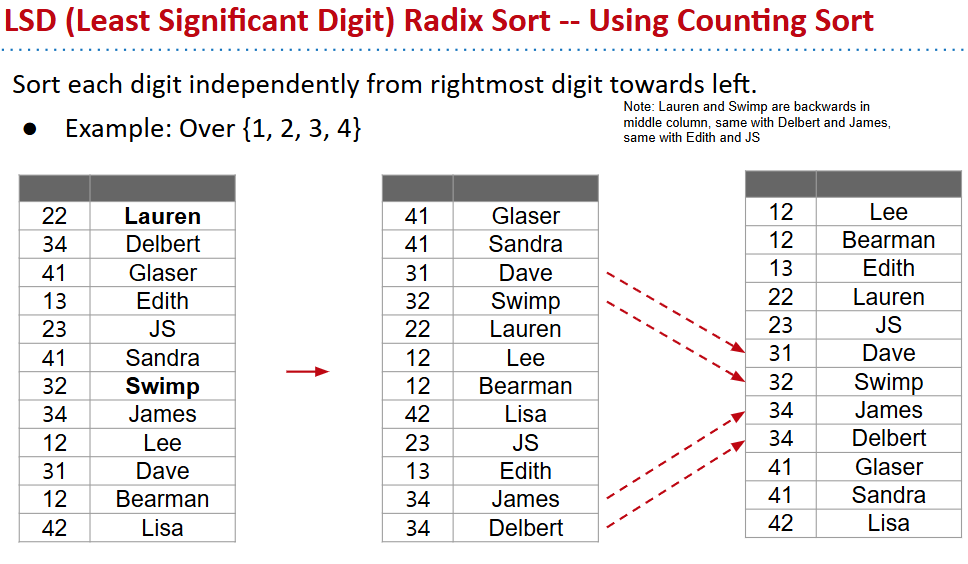 LSD (Least Significant Digit) Radix Sort -- Using Counting Sort
Sort each digit independently from rightmost digit towards left.
● Example: Over {1, 2, 3, 4}
Note: Lauren and Swimp are backwards in
middle column, same with Delbert and James,
same with Edith and JS
22 Lauren
34 Delbert
41 Glaser
13 Edith
23 JS
41 Sandra
32 Swimp
34 James
12 Lee
31 Dave
12 Bearman
42 Lisa
41 Glaser
41 Sandra
31 Dave
32 Swimp
22 Lauren
12 Lee
12 Bearman
42 Lisa
23 JS
13 Edith
34 James
34 Delbert
12 Lee
12 Bearman
13 Edith
22 Lauren
23 JS
31 Dave
32 Swimp
34 James
34 Delbert
41 Glaser
41 Sandra
42 Lisa